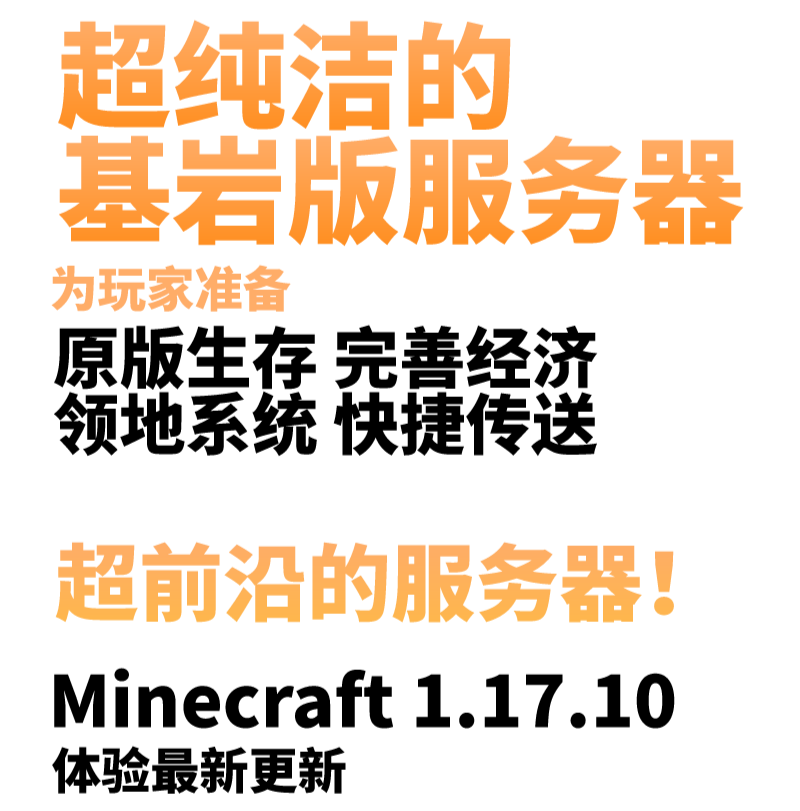 超纯洁的
基岩版服务器
为玩家准备
原版生存 完善经济
领地系统 快捷传送
超前沿的服务器！
Minecraft 1.17.10
体验最新更新